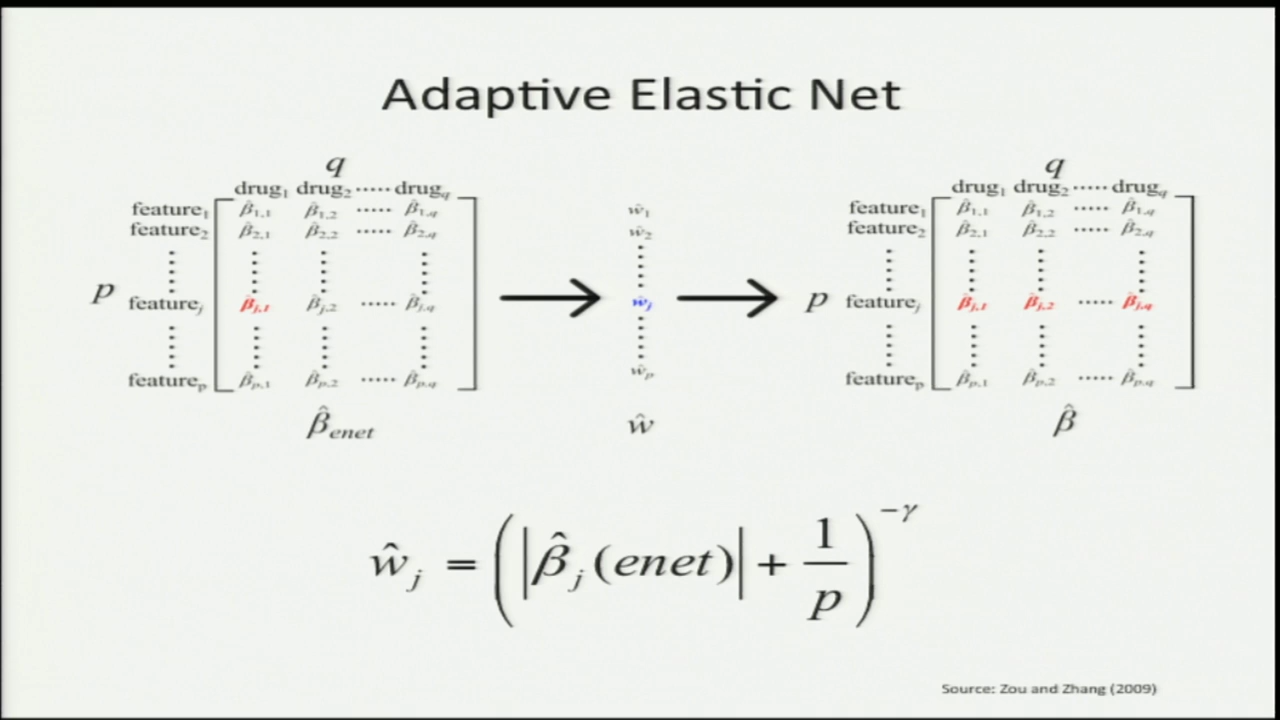 Adaptive Elastic Net
q
drug₁ drug₂ ····· drug_q
feature₁ β̂₁,₁ β̂₁,₂ ····· β̂₁,q
feature₂ β̂₂,₁ β̂₂,₂ ····· β̂₂,q
p feature_j β̂_j,1 β̂_j,2 ····· β̂_j,q
feature_p β̂_p,1 β̂_p,2 ····· β̂_p,q
β̂_enet
ŵ₁
ŵ₂
ŵ_j
ŵ_p
ŵ
q
drug₁ drug₂ ····· drug_q
feature₁ β̂₁,₁ β̂₁,₂ ····· β̂₁,q
feature₂ β̂₂,₁ β̂₂,₂ ····· β̂₂,q
p feature_j β̂_j,1 β̂_j,2 ····· β̂_j,q
feature_p β̂_p,1 β̂_p,2 ····· β̂_p,q
β̂
ŵ_j = (|β̂_j(enet)| + 1/p)^−γ
Source: Zou and Zhang (2009)